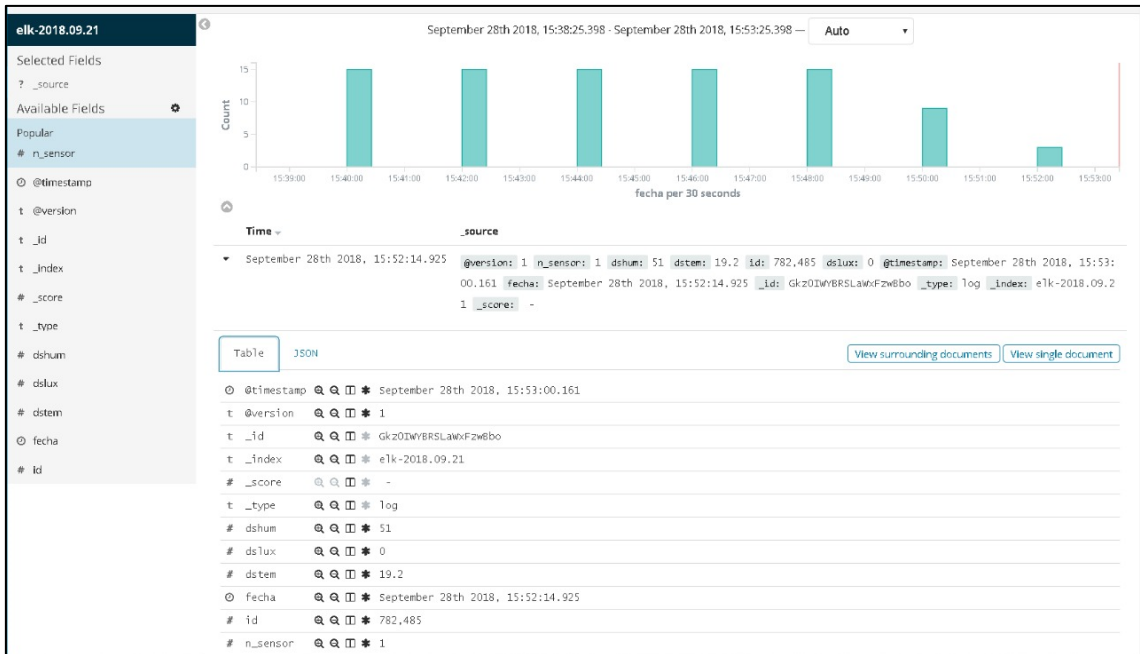 elk-2018.09.21
Selected Fields
? _source
Available Fields
Popular
# n_sensor
@timestamp
t @version
t _id
t _index
# _score
t _type
# dshum
# dslux
# dstem
fecha
# id
September 28th 2018, 15:38:25.398 - September 28th 2018, 15:53:25.398 — Auto
Count
15
10
5
0
15:39:00 15:40:00 15:41:00 15:42:00 15:43:00 15:44:00 15:45:00 15:46:00 15:47:00 15:48:00 15:49:00 15:50:00 15:51:00 15:52:00 15:53:00
fecha per 30 seconds
Time _source
September 28th 2018, 15:52:14.925 @version: 1 n_sensor: 1 dshum: 51 dstem: 19.2 id: 782,485 dslux: 0 @timestamp: September 28th 2018, 15:53:
00.161 fecha: September 28th 2018, 15:52:14.925 _id: GkzOIWYBRSLaWxFzw8bo _type: log _index: elk-2018.09.2
1 _score: -
Table JSON View surrounding documents View single document
@timestamp September 28th 2018, 15:53:00.161
t @version 1
t _id GkzOIWYBRSLaWxFzw8bo
t _index elk-2018.09.21
# _score -
t _type log
# dshum 51
# dslux 0
# dstem 19.2
fecha September 28th 2018, 15:52:14.925
# id 782,485
# n_sensor 1